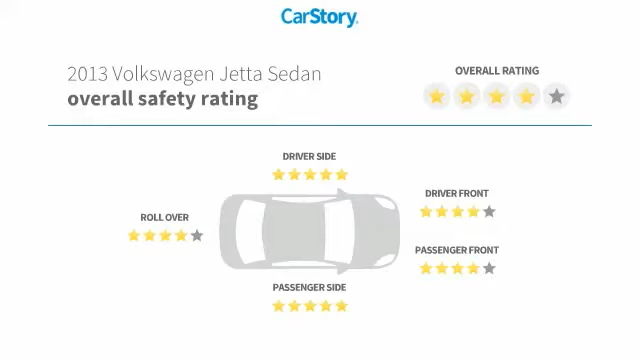 CarStory.
2013 Volkswagen Jetta Sedan
overall safety rating
OVERALL RATING
DRIVER SIDE
DRIVER FRONT
ROLL OVER
PASSENGER FRONT
PASSENGER SIDE